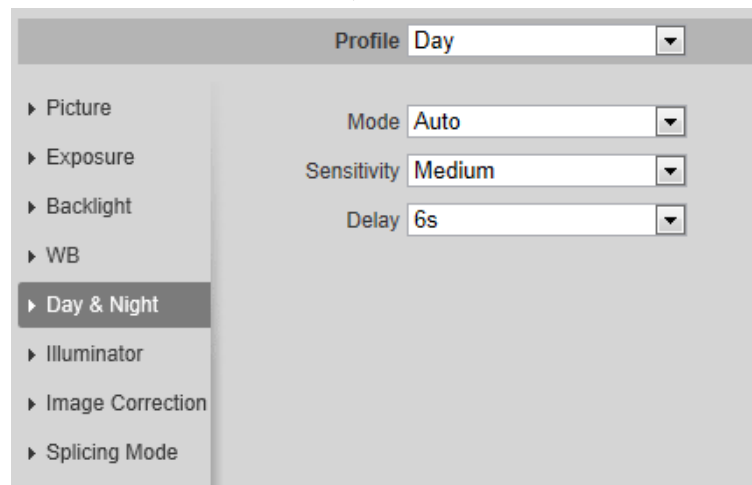 Profile Day
Picture
Mode Auto
Exposure
Sensitivity Medium
Backlight
Delay 6s
WB
Day & Night
Illuminator
Image Correction
Splicing Mode